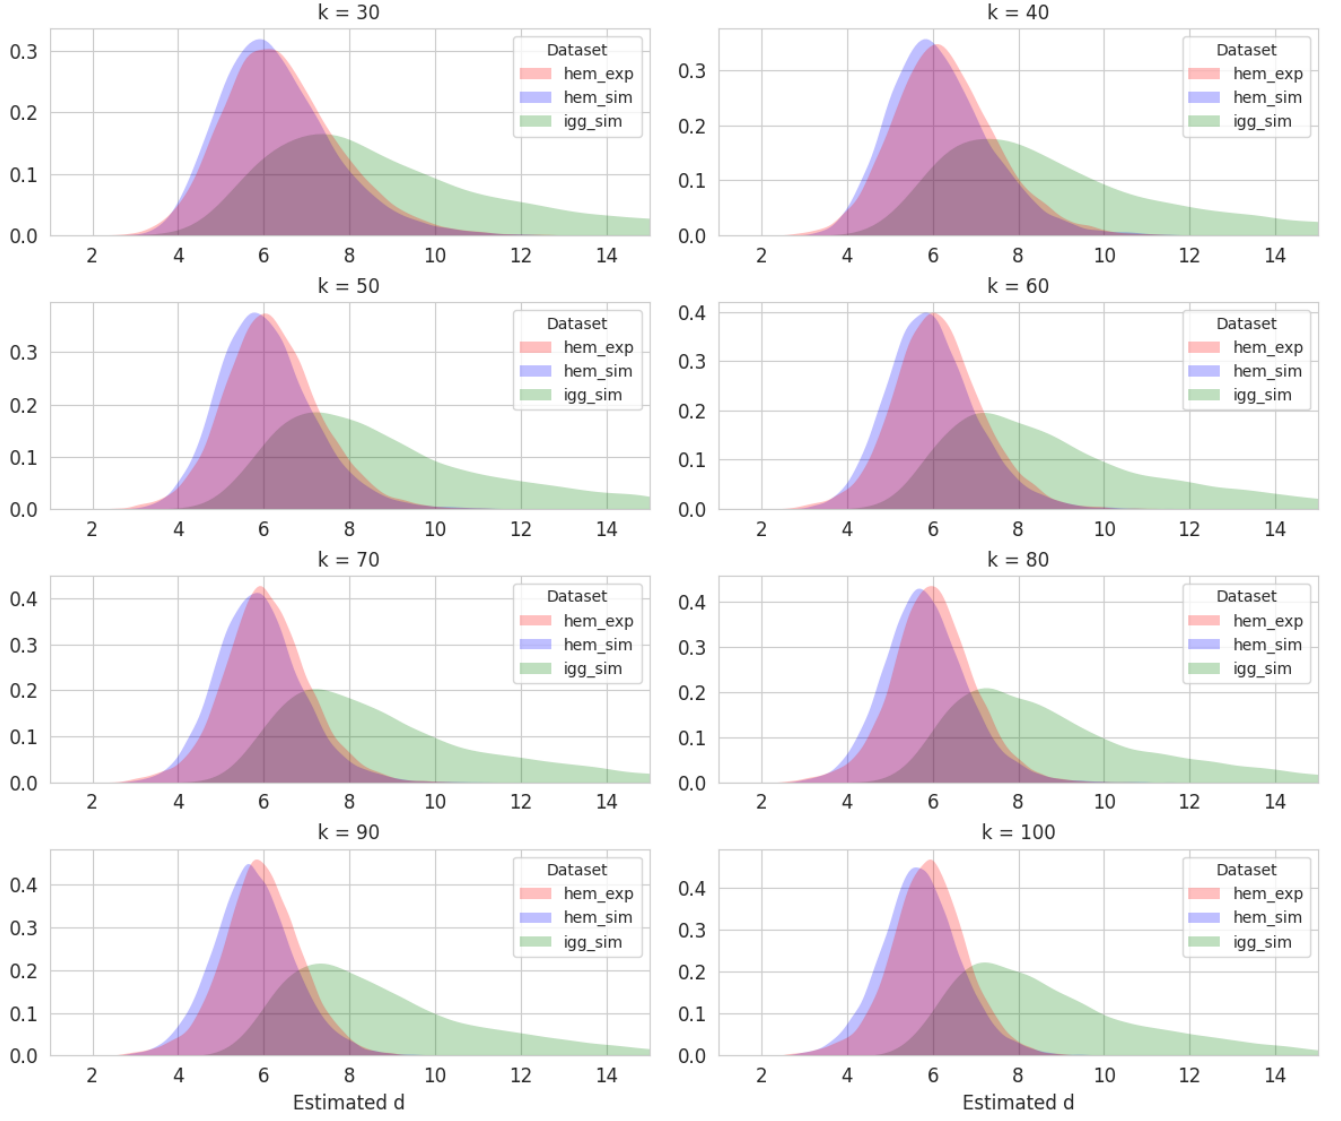 k = 30
0.3
0.2
0.1
0.0
2 4 6 8 10 12 14
Dataset
hem_exp
hem_sim
igg_sim
k = 40
0.3
0.2
0.1
0.0
2 4 6 8 10 12 14
Dataset
hem_exp
hem_sim
igg_sim
k = 50
0.3
0.2
0.1
0.0
2 4 6 8 10 12 14
Dataset
hem_exp
hem_sim
igg_sim
k = 60
0.4
0.3
0.2
0.1
0.0
2 4 6 8 10 12 14
Dataset
hem_exp
hem_sim
igg_sim
k = 70
0.4
0.3
0.2
0.1
0.0
2 4 6 8 10 12 14
Dataset
hem_exp
hem_sim
igg_sim
k = 80
0.4
0.3
0.2
0.1
0.0
2 4 6 8 10 12 14
Dataset
hem_exp
hem_sim
igg_sim
k = 90
0.4
0.3
0.2
0.1
0.0
2 4 6 8 10 12 14
Estimated d
Dataset
hem_exp
hem_sim
igg_sim
k = 100
0.4
0.3
0.2
0.1
0.0
2 4 6 8 10 12 14
Estimated d
Dataset
hem_exp
hem_sim
igg_sim